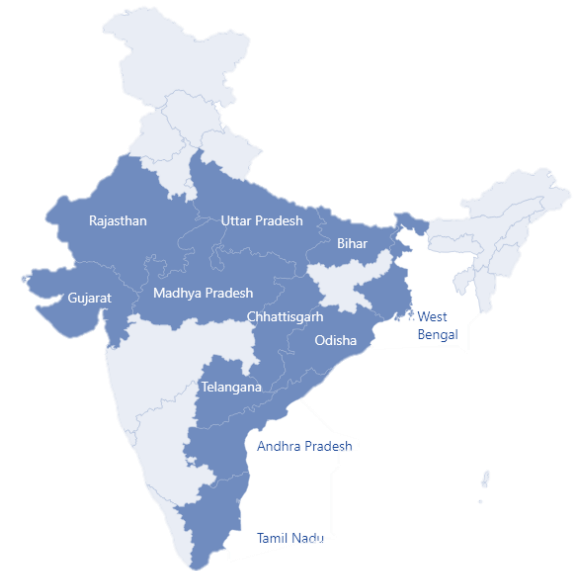 Rajasthan
Uttar Pradesh
Bihar
Gujarat
Madhya Pradesh
Chhattisgarh
West
Bengal
Odisha
Telangana
Andhra Pradesh
Tamil Nadu